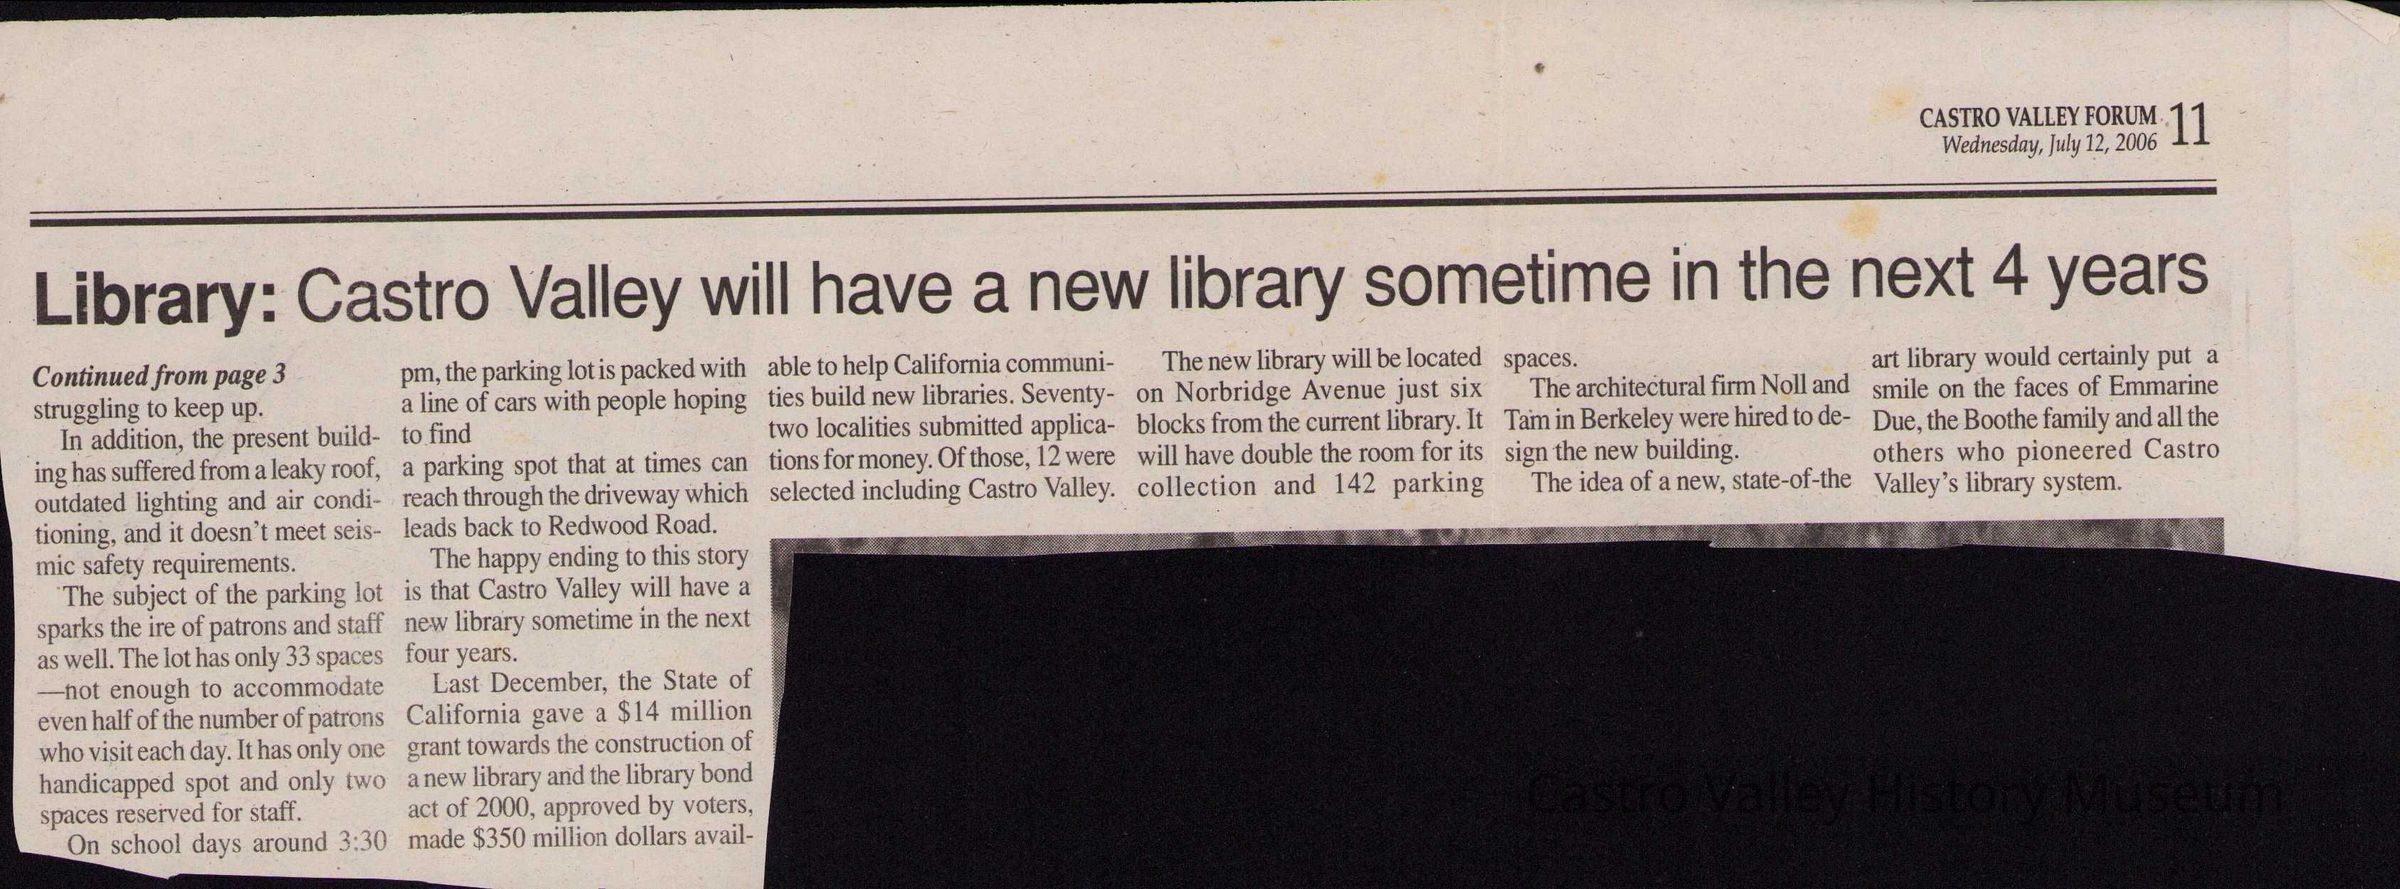 CASTRO VALLEY FORUM 11
Wednesday, July 12, 2006
Library: Castro Valley will have a new library sometime in the next 4 years
Continued from page 3
struggling to keep up.
In addition, the present build-
ing has suffered from a leaky roof,
outdated lighting and air condi-
tioning, and it doesn't meet seis-
mic safety requirements.
The subject of the parking lot
sparks the ire of patrons and staff
as well. The lot has only 33 spaces
—not enough to accommodate
even half of the number of patrons
who visit each day. It has only one
handicapped spot and only two
spaces reserved for staff.
On school days around 3:30
pm, the parking lot is packed with
a line of cars with people hoping
to find
a parking spot that at times can
reach through the driveway which
leads back to Redwood Road.
The happy ending to this story
is that Castro Valley will have a
new library sometime in the next
four years.
Last December, the State of
California gave a $14 million
grant towards the construction of
a new library and the library bond
act of 2000, approved by voters,
made $350 million dollars avail-
able to help California communi-
ties build new libraries. Seventy-
two localities submitted applica-
tions for money. Of those, 12 were
selected including Castro Valley.
The new library will be located
on Norbridge Avenue just six
blocks from the current library. It
will have double the room for its
collection and 142 parking
spaces.
The architectural firm Noll and
Tam in Berkeley were hired to de-
sign the new building.
The idea of a new, state-of-the
art library would certainly put a
smile on the faces of Emmarine
Due, the Boothe family and all the
others who pioneered Castro
Valley's library system.
Castro Valley History Museum